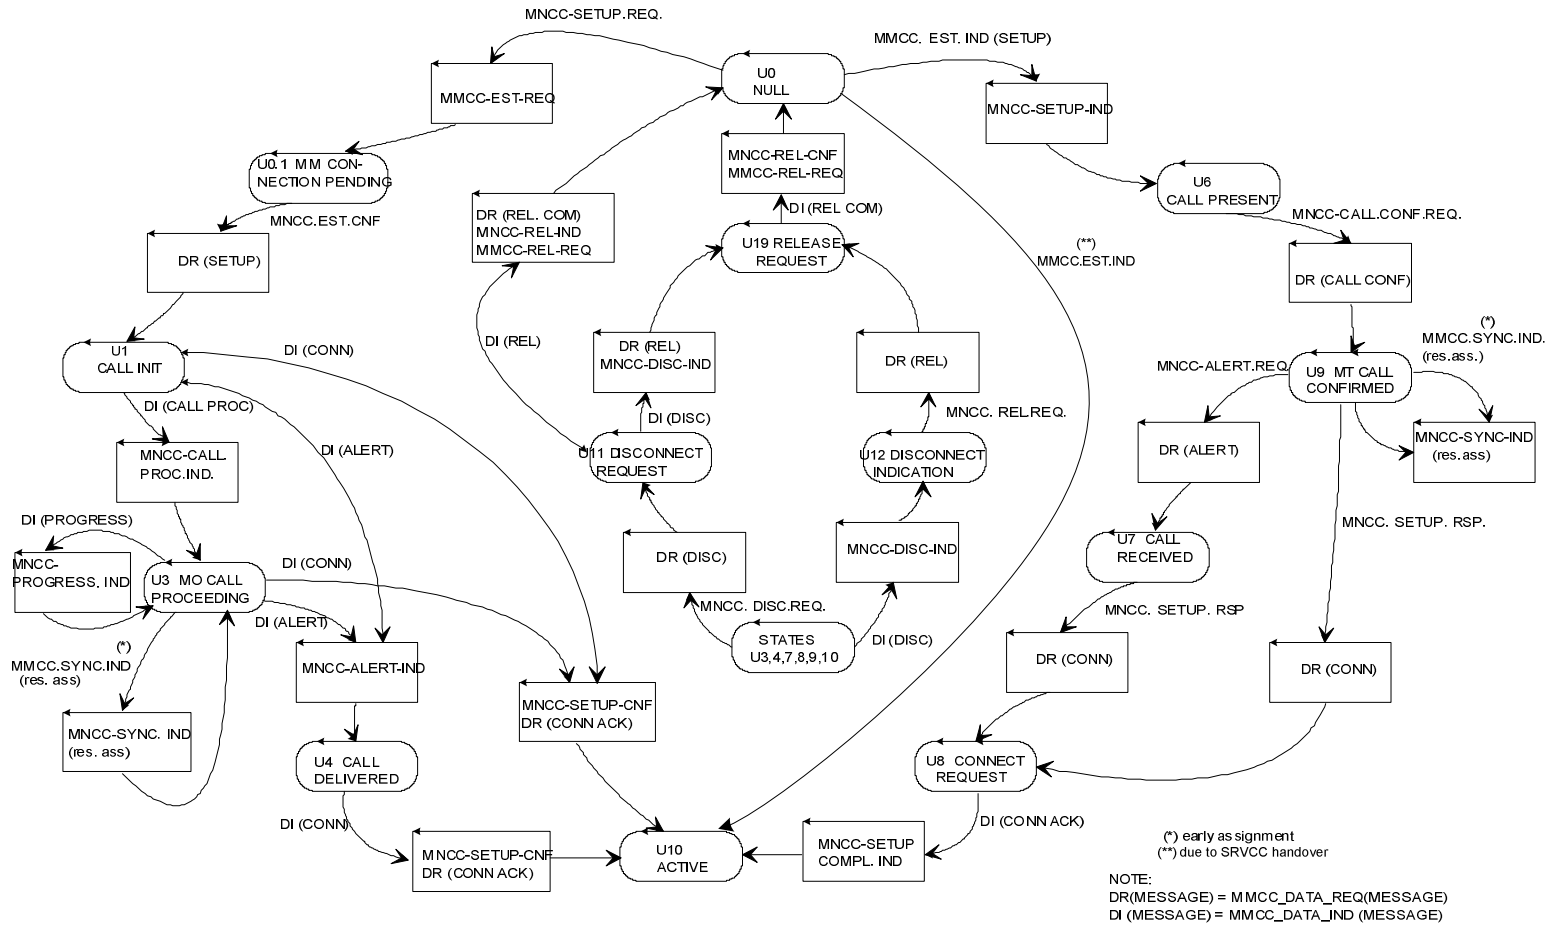 MNCC-SETUP.REQ.
MMCC. EST. IND (SETUP)
U0
NULL
MMCC-EST-REQ
MNCC-SETUP-IND
MNCC-REL-CNF
MMCC-REL-REQ
U0.1 MM CON-
NECTION PENDING
U6
CALL PRESENT
MNCC.EST.CNF
DR (REL. COM)
MNCC-REL-IND
MMCC-REL-REQ
DI (REL COM)
MNCC-CALL.CONF.REQ.
U19 RELEASE
REQUEST
(**)
MMCC.EST.IND
DR (SETUP)
DR (CALL CONF)
DI (REL)
U1
CALL INIT
DI (CONN)
DR (REL)
MNCC-DISC-IND
DR (REL)
(*)
MMCC.SYNC.IND.
(res.ass.)
MNCC-ALERT.REQ.
U9 MT CALL
CONFIRMED
DI (CALL PROC)
DI (DISC)
MNCC. REL.REQ.
MNCC-CALL.
PROC.IND.
DI (ALERT)
U11 DISCONNECT
REQUEST
U12 DISCONNECT
INDICATION
DR (ALERT)
MNCC-SYNC-IND
(res.ass)
DI (PROGRESS)
MNCC. SETUP. RSP.
MNCC-
PROGRESS. IND
U3 MO CALL
PROCEEDING
DI (CONN)
DR (DISC)
MNCC-DISC-IND
U7 CALL
RECEIVED
DI (ALERT)
MNCC. DISC.REQ.
DI (DISC)
MNCC. SETUP. RSP
(*)
MMCC.SYNC.IND
(res. ass)
MNCC-ALERT-IND
STATES
U3,4,7,8,9,10
DR (CONN)
DR (CONN)
MNCC-SYNC. IND
(res. ass)
MNCC-SETUP-CNF
DR (CONN ACK)
U4 CALL
DELIVERED
U8 CONNECT
REQUEST
DI (CONN)
DI (CONN ACK)
MNCC-SETUP-CNF
DR (CONN ACK)
U10
ACTIVE
MNCC-SETUP
COMPL. IND
(*) early assignment
(**) due to SRVCC handover
NOTE:
DR(MESSAGE) = MMCC_DATA_REQ(MESSAGE)
DI (MESSAGE) = MMCC_DATA_IND (MESSAGE)